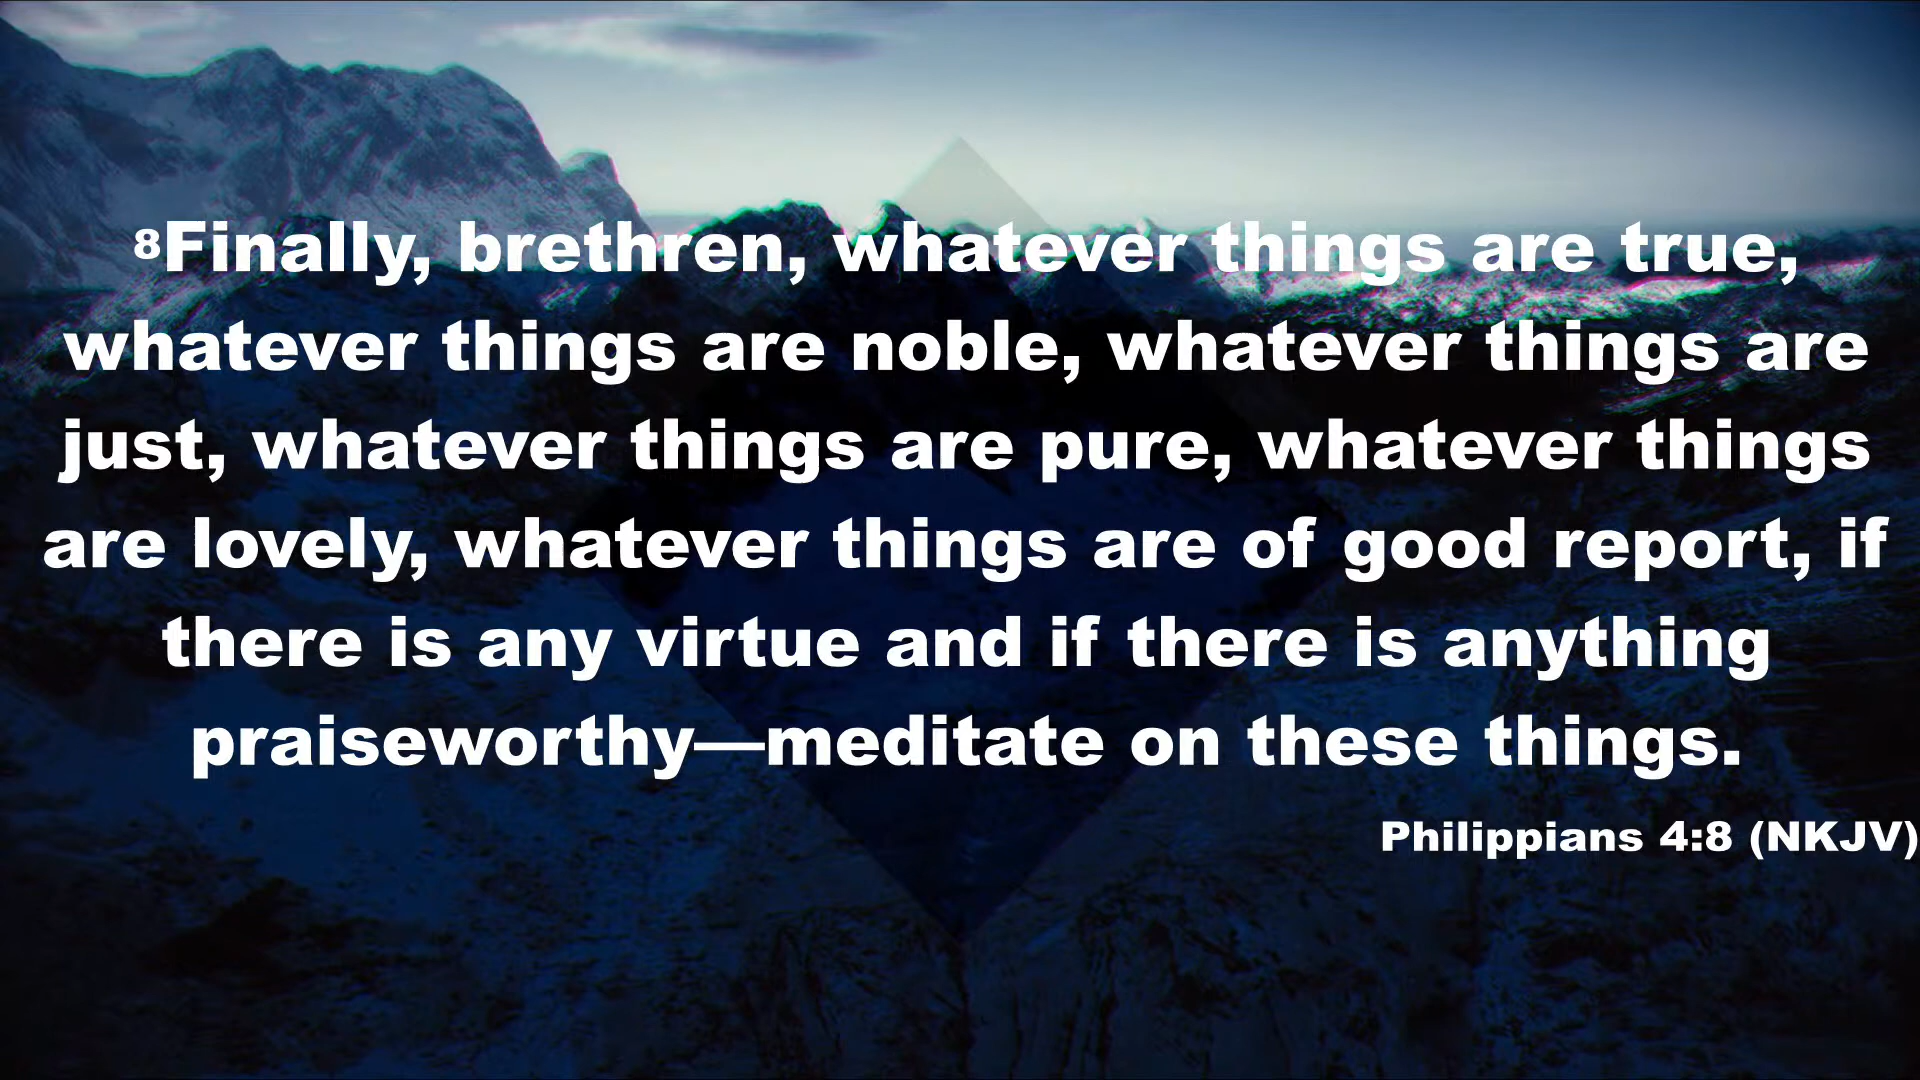 ⁸Finally, brethren, whatever things are true,
whatever things are noble, whatever things are
just, whatever things are pure, whatever things
are lovely, whatever things are of good report, if
there is any virtue and if there is anything
praiseworthy—meditate on these things.
Philippians 4:8 (NKJV)